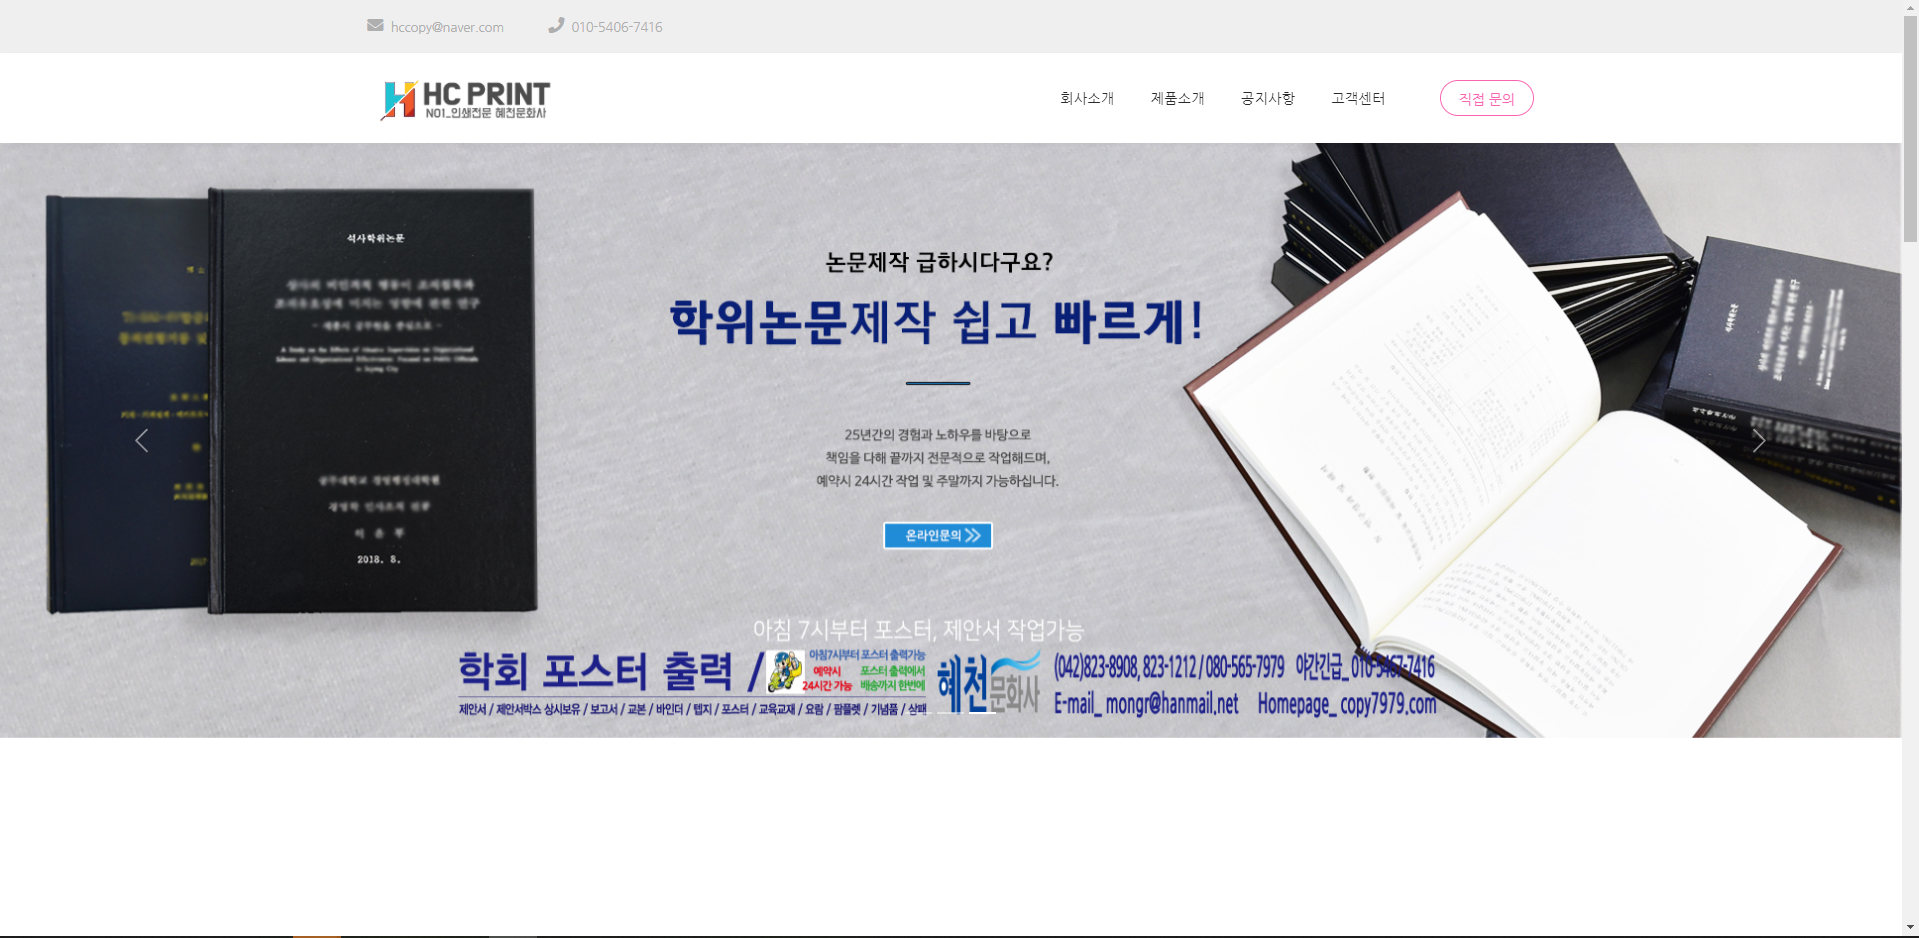 hccopy@naver.com
010-5406-7416
HC PRINT
NO1_인쇄전문 혜천문화사
회사소개
제품소개
공지사항
고객센터
직접 문의
석사학위논문
2018. 8.
논문제작 급하시다구요?
학위논문제작 쉽고 빠르게!
25년간의 경험과 노하우를 바탕으로
책임을 다해 끝까지 전문적으로 작업해드며,
예약시 24시간 작업 및 주말까지 가능하십니다.
온라인문의
아침 7시부터 포스터, 제안서 작업가능
학회 포스터 출력 /
아침7시부터 포스터 출력가능
예약시
24시간 가능
포스터 출력에서
배송까지 한번에
제안서 / 제안서박스 상시보유 / 보고서 / 교본 / 바인더 / 텝지 / 포스터 / 교육교재 / 요람 / 팜플렛 / 기념품 / 상패
혜천
문화사
(042)823-8908, 823-1212 / 080-565-7979 야간긴급_ 010-5467-7416
E-mail_ mongr@hanmail.net Homepage_ copy7979.com